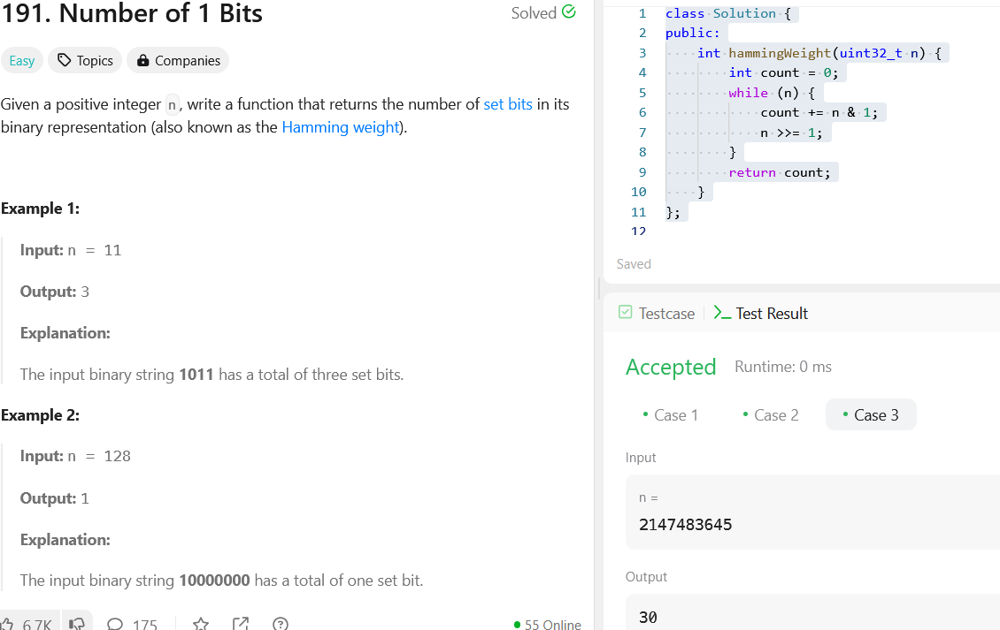 191. Number of 1 Bits
Solved
Easy
Topics
Companies
Given a positive integer n, write a function that returns the number of set bits in its
binary representation (also known as the Hamming weight).
Example 1:
Input: n = 11
Output: 3
Explanation:
The input binary string 1011 has a total of three set bits.
Example 2:
Input: n = 128
Output: 1
Explanation:
The input binary string 10000000 has a total of one set bit.
6.7K
175
55 Online
1 class Solution {
2 public:
3     int hammingWeight(uint32_t n) {
4         int count = 0;
5         while (n) {
6             count += n & 1;
7             n >>= 1;
8         }
9         return count;
10     }
11 };
12
Saved
Testcase
Test Result
Accepted
Runtime: 0 ms
Case 1
Case 2
Case 3
Input
n =
2147483645
Output
30